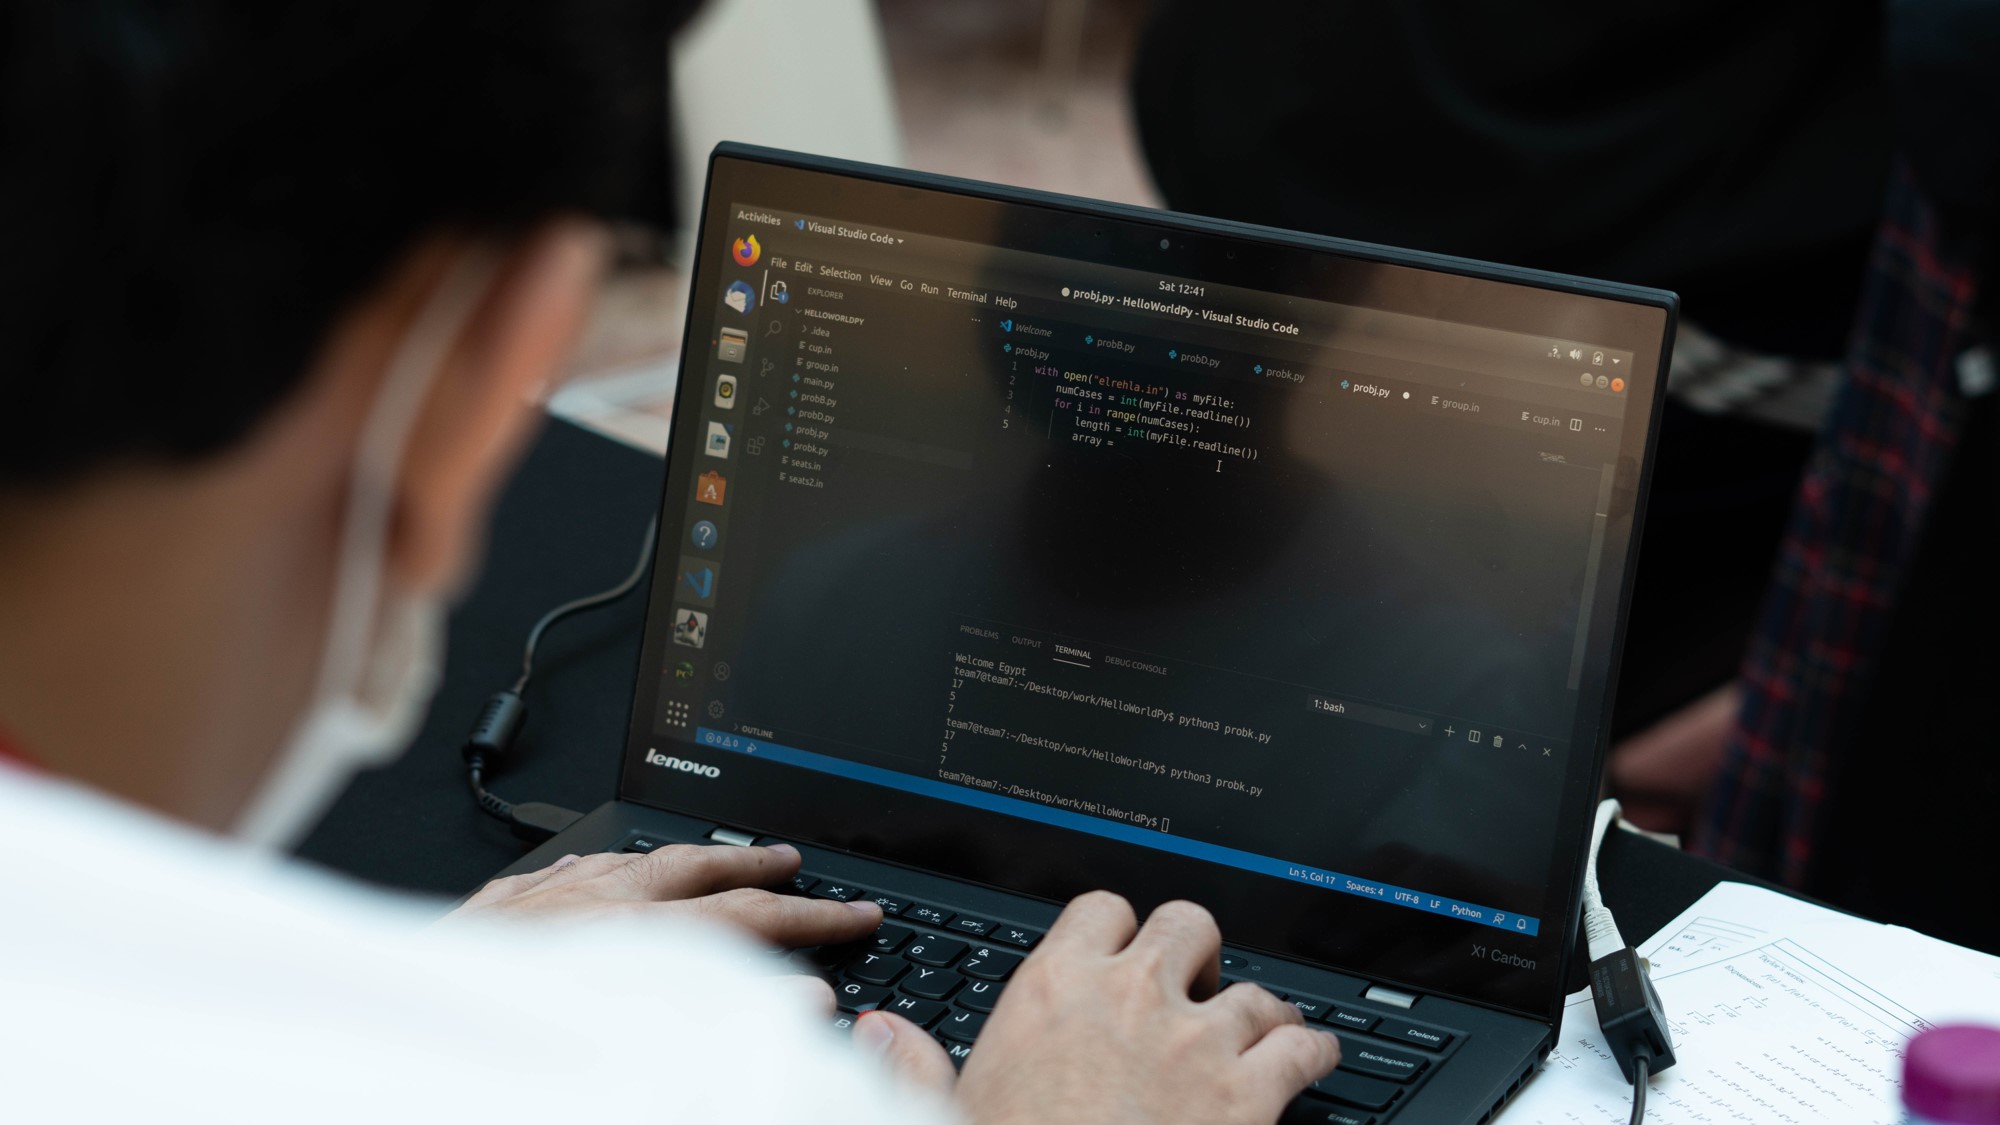 Activities
Visual Studio Code
Sat 12:41
probj.py - HelloWorldPy - Visual Studio Code
File Edit Selection View Go Run Terminal Help
EXPLORER
...
HELLOWORLDPY
.idea
cup.in
group.in
main.py
probB.py
probD.py
probj.py
probk.py
seats.in
seats2.in
OUTLINE
Welcome probB.py probD.py probk.py probj.py group.in cup.in ...
probj.py
1 with open("elrehla.in") as myFile:
2 numCases = int(myFile.readline())
3 for i in range(numCases):
4 length = int(myFile.readline())
5 array =
PROBLEMS OUTPUT TERMINAL DEBUG CONSOLE
1: bash
Welcome Egypt
team7@team7:~/Desktop/work/HelloWorldPy$ python3 probk.py
17
5
7
team7@team7:~/Desktop/work/HelloWorldPy$ python3 probk.py
17
5
7
team7@team7:~/Desktop/work/HelloWorldPy$
0 0
Ln 5, Col 17 Spaces: 4 UTF-8 LF Python
lenovo
X1 Carbon
Esc
6 & 7
T Y U
G H J
B M
End Insert Delete
Backspace
Enter
Taylor's series